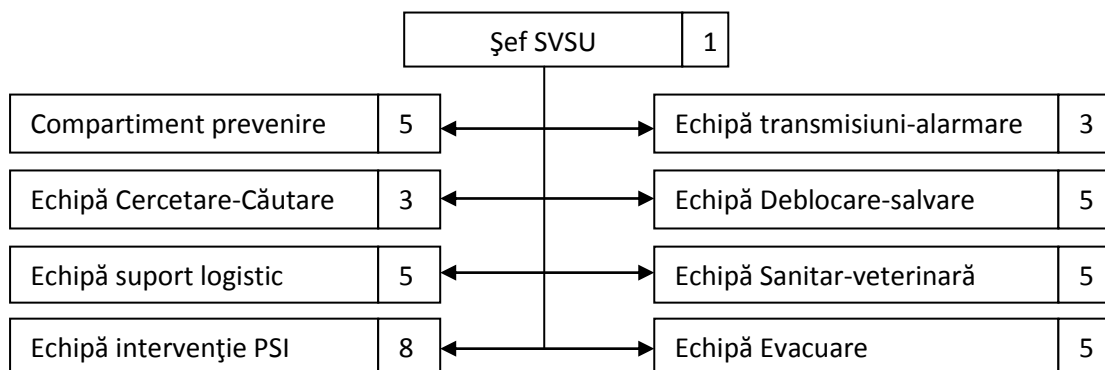 Şef SVSU 1
Compartiment prevenire 5
Echipă transmisiuni-alarmare 3
Echipă Cercetare-Căutare 3
Echipă Deblocare-salvare 5
Echipă suport logistic 5
Echipă Sanitar-veterinară 5
Echipă intervenţie PSI 8
Echipă Evacuare 5